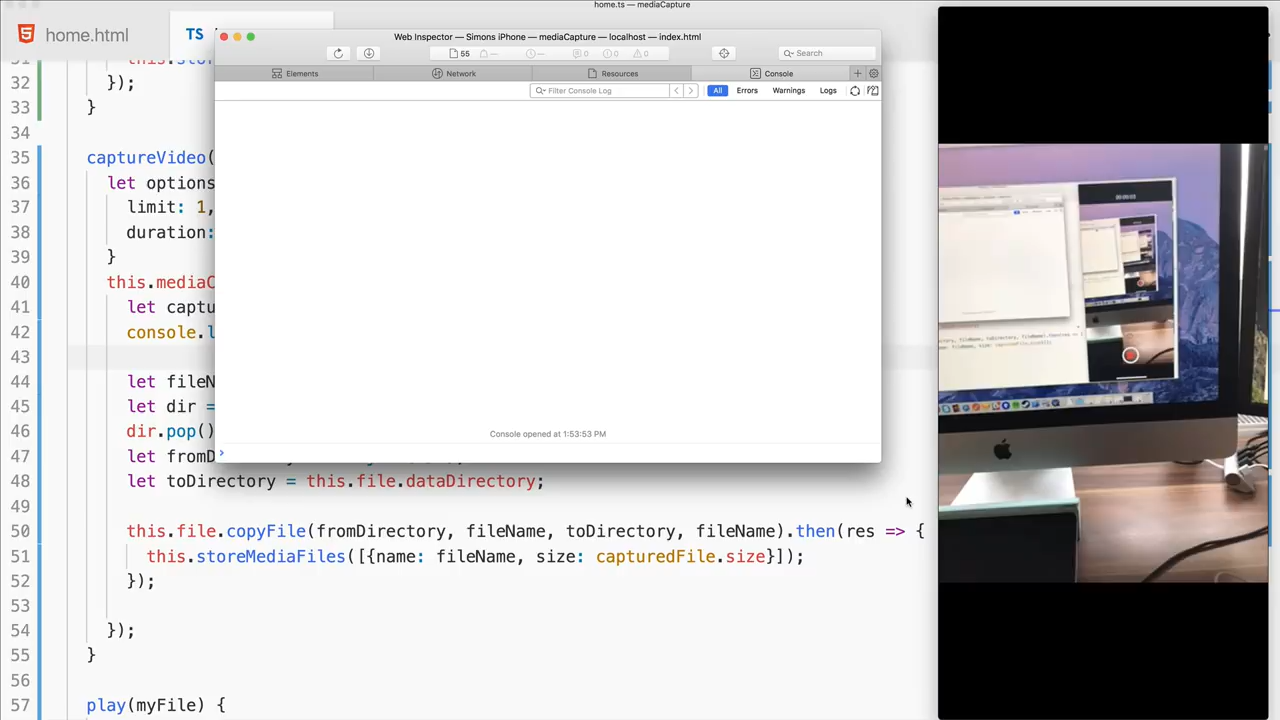 home.ts — mediaCapture
home.html
TS
Web Inspector — Simons iPhone — mediaCapture — localhost — index.html
55
—
—
0
0
0
Search
Elements
Network
Resources
Console
+
Filter Console Log
All
Errors
Warnings
Logs
Console opened at 1:53:53 PM
>
32 });
33 }
34
35 captureVideo(
36 let options
37 limit: 1,
38 duration:
39 }
40 this.mediaC
41 let captu
42 console.l
43
44 let fileN
45 let dir =
46 dir.pop()
47 let fromD
48 let toDirectory = this.file.dataDirectory;
49
50 this.file.copyFile(fromDirectory, fileName, toDirectory, fileName).then(res => {
51 this.storeMediaFiles([{name: fileName, size: capturedFile.size}]);
52 });
53
54 });
55 }
56
57 play(myFile) {